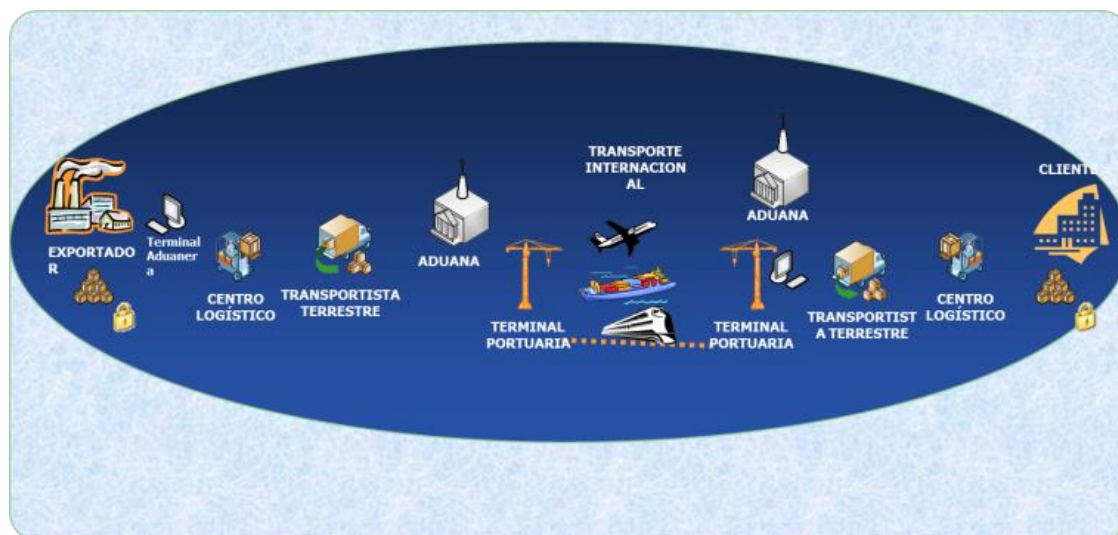 EXPORTADO
R
Terminal
Aduaner
a
CENTRO
LOGÍSTICO
TRANSPORTISTA
TERRESTRE
ADUANA
TERMINAL
PORTUARIA
TRANSPORTE
INTERNACION
AL
ADUANA
TERMINAL
PORTUARIA
TRANSPORTIST
A TERRESTRE
CENTRO
LOGÍSTICO
CLIENTE